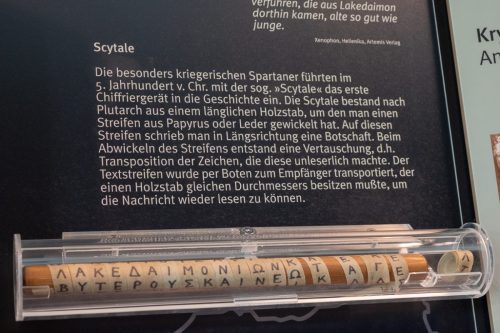 verführen, die aus Lakedaimon
dorthin kamen, alte so gut wie
junge.
Xenophon, Hellenika, Artemis Verlag
Scytale
Die besonders kriegerischen Spartaner führten im
5. Jahrhundert v. Chr. mit der sog. »Scytale« das erste
Chiffriergerät in die Geschichte ein. Die Scytale bestand nach
Plutarch aus einem länglichen Holzstab, um den man einen
Streifen aus Papyrus oder Leder gewickelt hat. Auf diesen
Streifen schrieb man in Längsrichtung eine Botschaft. Beim
Abwickeln des Streifens entstand eine Vertauschung, d.h.
Transposition der Zeichen, die diese unleserlich machte. Der
Textstreifen wurde per Boten zum Empfänger transportiert, der
einen Holzstab gleichen Durchmessers besitzen mußte, um
die Nachricht wieder lesen zu können.
Kry
An
ΛΑΚΕΔΑΙΜΟΝΙΩΝΚΑΤΕΑΓΕ
ΒΥΤΕΡΟΥΣΚΑΙΝΕΩ